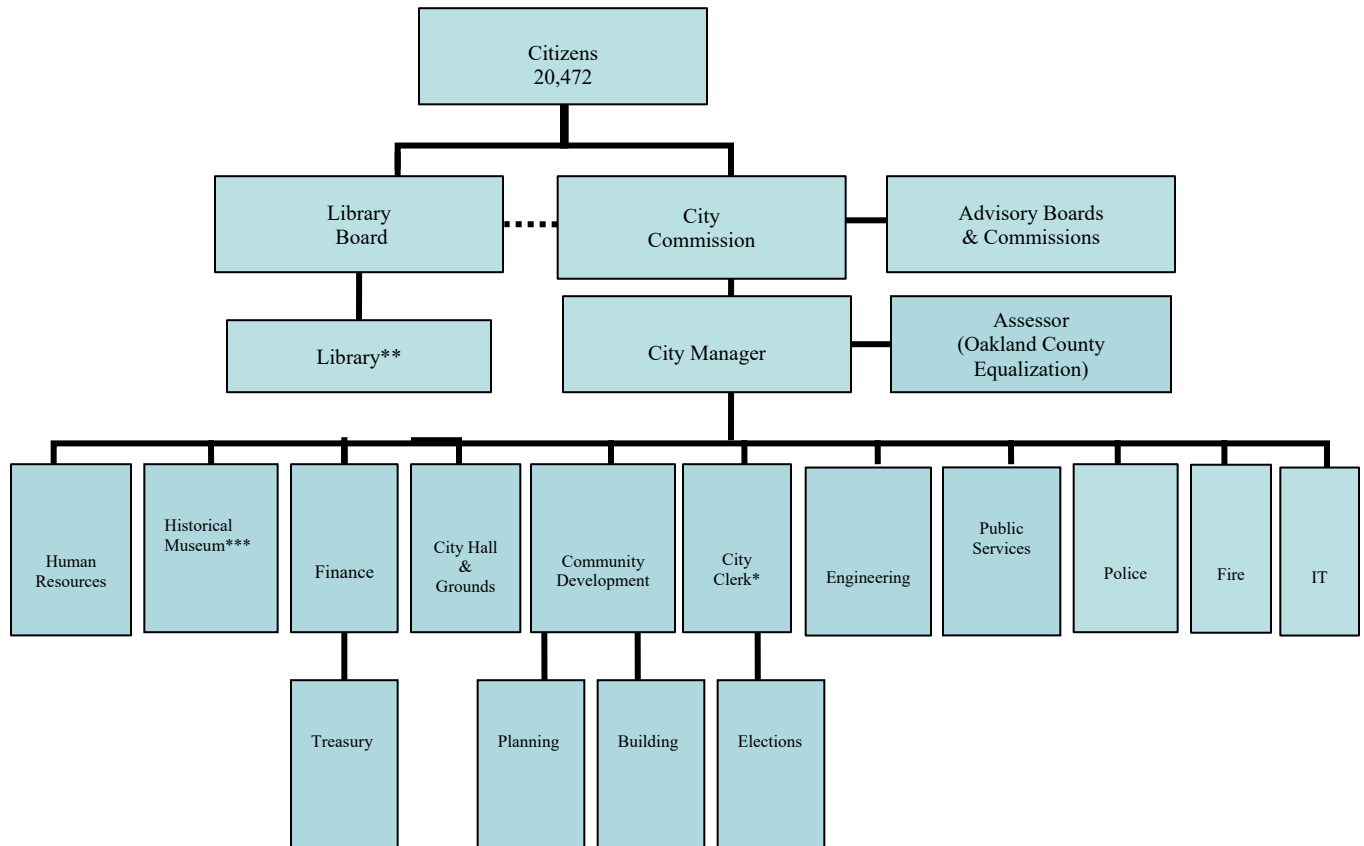 Citizens
20,472
Library
Board
City
Commission
Advisory Boards
& Commissions
Library**
City Manager
Assessor
(Oakland County
Equalization)
Human
Resources
Historical
Museum***
Finance
City Hall
&
Grounds
Community
Development
City
Clerk*
Engineering
Public
Services
Police
Fire
IT
Treasury
Planning
Building
Elections